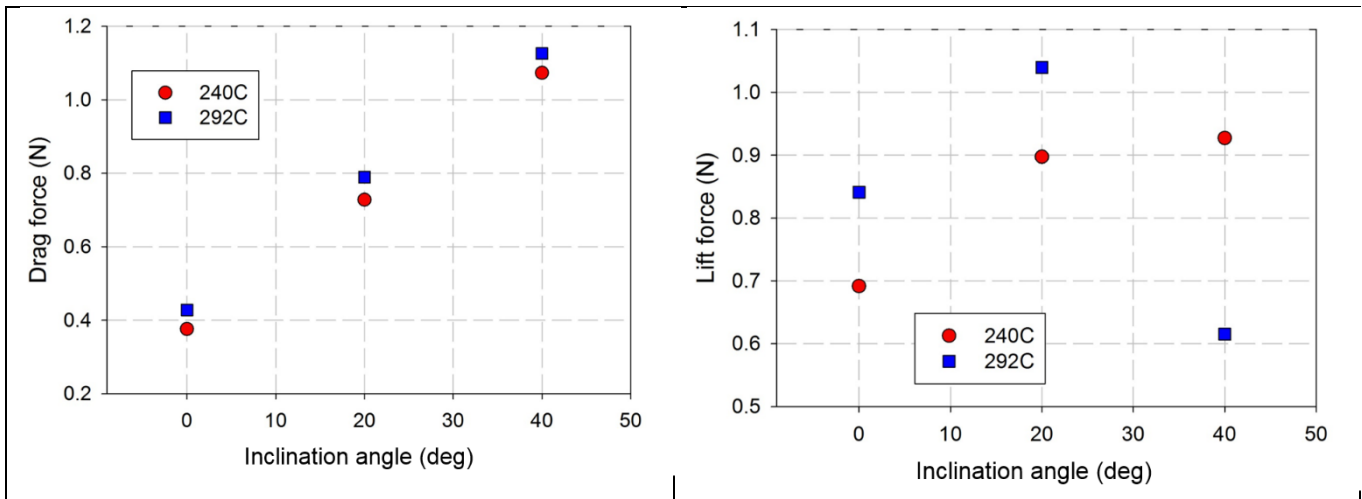 1.2
1.0
0.8
0.6
0.4
0.2
Drag force (N)
240C
292C
0 10 20 30 40 50
Inclination angle (deg)
1.1
1.0
0.9
0.8
0.7
0.6
0.5
Lift force (N)
240C
292C
0 10 20 30 40 50
Inclination angle (deg)